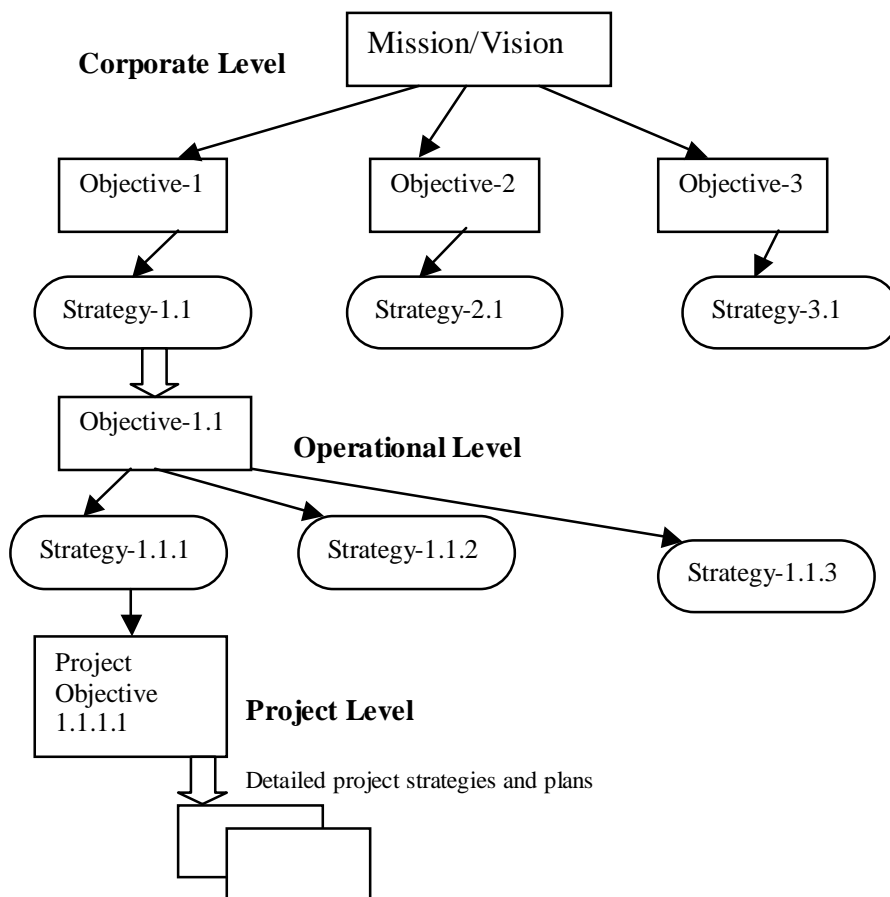 Mission/Vision
Corporate Level
Objective-1
Objective-2
Objective-3
Strategy-1.1
Strategy-2.1
Strategy-3.1
Objective-1.1
Operational Level
Strategy-1.1.1
Strategy-1.1.2
Strategy-1.1.3
Project
Objective
1.1.1.1
Project Level
Detailed project strategies and plans